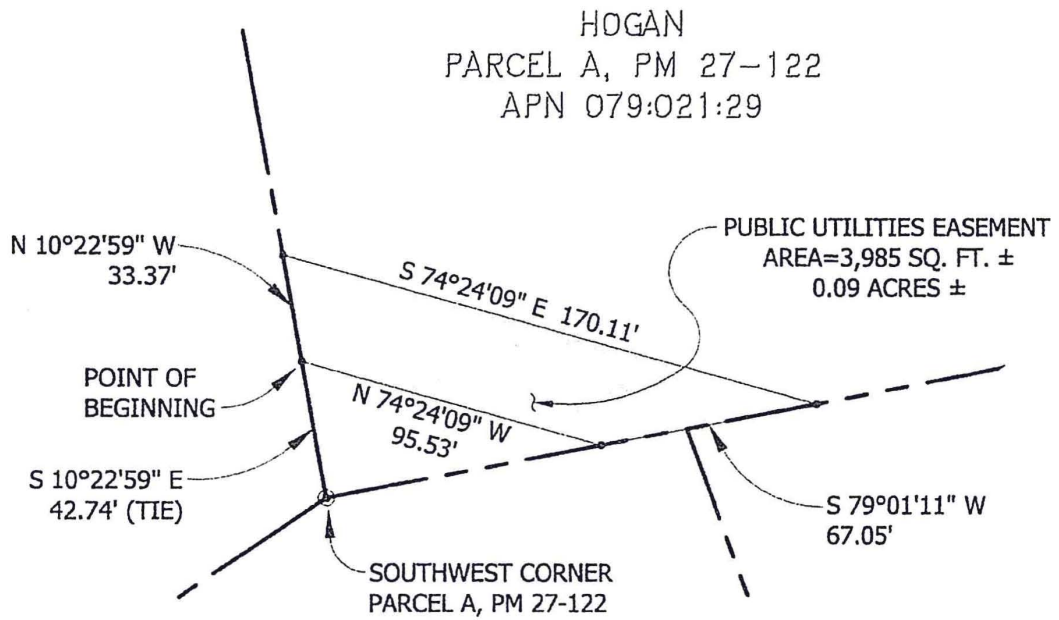 HOGAN
PARCEL A, PM 27-122
APN 079:021:29
N 10°22'59" W
33.37'
PUBLIC UTILITIES EASEMENT
AREA=3,985 SQ. FT. ±
0.09 ACRES ±
S 74°24'09" E 170.11'
POINT OF
BEGINNING
N 74°24'09" W
95.53'
S 10°22'59" E
42.74' (TIE)
S 79°01'11" W
67.05'
SOUTHWEST CORNER
PARCEL A, PM 27-122